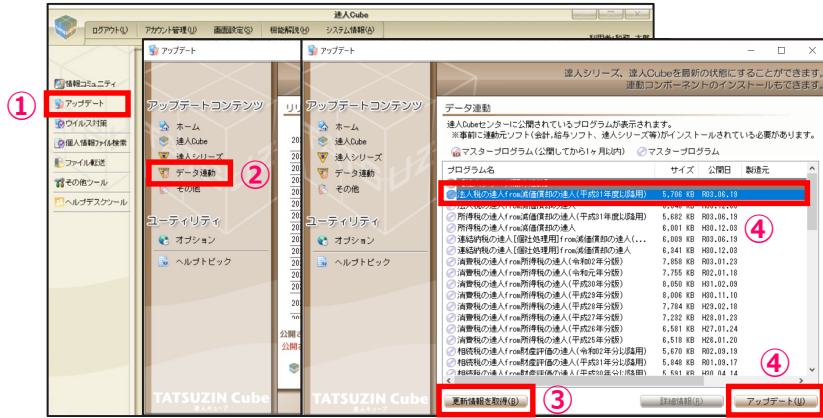 達人Cube
ログアウト(L)
アカウント管理(U)
画面設定(S)
機能解説(H)
システム情報(A)
①
情報コミュニティ
アップデート
ウイルス対策
個人情報ファイル検索
ファイル転送
その他ツール
ヘルプデスクツール
アップデート
アップデートコンテンツ
ホーム
達人Cube
達人シリーズ
データ連動
②
その他
ユーティリティ
オプション
ヘルプトピック
TATSUZIN Cube
アップデート
アップデートコンテンツ
ホーム
達人Cube
達人シリーズ
データ連動
その他
ユーティリティ
オプション
ヘルプトピック
TATSUZIN Cube
達人シリーズ、達人Cubeを最新の状態にすることができます。
連動コンポーネントのインストールもできます。
データ連動
達人Cubeセンターに公開されているプログラムが表示されます。
※事前に連動元ソフト(会計、給与ソフト、達人シリーズ等)がインストールされている必要があります。
マスタープログラム(公開してから1ヶ月以内)
マスタープログラム
プログラム名 サイズ 公開日 製造元
法人税の達人from減価償却の達人(平成31年度以降用) 5,706 KB R03.06.19
所得税の達人from減価償却の達人(平成31年度以降用) 5,682 KB R03.06.19
所得税の達人from減価償却の達人 6,001 KB H30.12.03
④
連結納税の達人[個社処理用]from減価償却の達人(... 6,009 KB R03.06.19
連結納税の達人[個社処理用]from減価償却の達人 6,341 KB H30.12.03
消費税の達人from所得税の達人(令和02年分版) 7,858 KB R03.01.23
消費税の達人from所得税の達人(令和元年分版) 7,755 KB R02.01.18
消費税の達人from所得税の達人(平成30年分版) 8,050 KB H31.02.09
消費税の達人from所得税の達人(平成29年分版) 8,006 KB H30.11.10
消費税の達人from所得税の達人(平成28年分版) 7,784 KB H29.02.18
消費税の達人from所得税の達人(平成27年分版) 7,232 KB H28.01.23
消費税の達人from所得税の達人(平成26年分版) 6,581 KB H27.01.24
消費税の達人from所得税の達人(平成25年分版) 6,518 KB H26.01.20
相続税の達人from財産評価の達人(令和02年分以降用) 5,670 KB R02.09.19
相続税の達人from財産評価の達人(平成31年分以降用) 5,848 KB R01.09.17
相続税の達人from財産評価の達人(平成30年分以降用) 5,591 KB H30.04.14
更新情報を取得(B)
③
詳細情報(R)
④
アップデート(U)